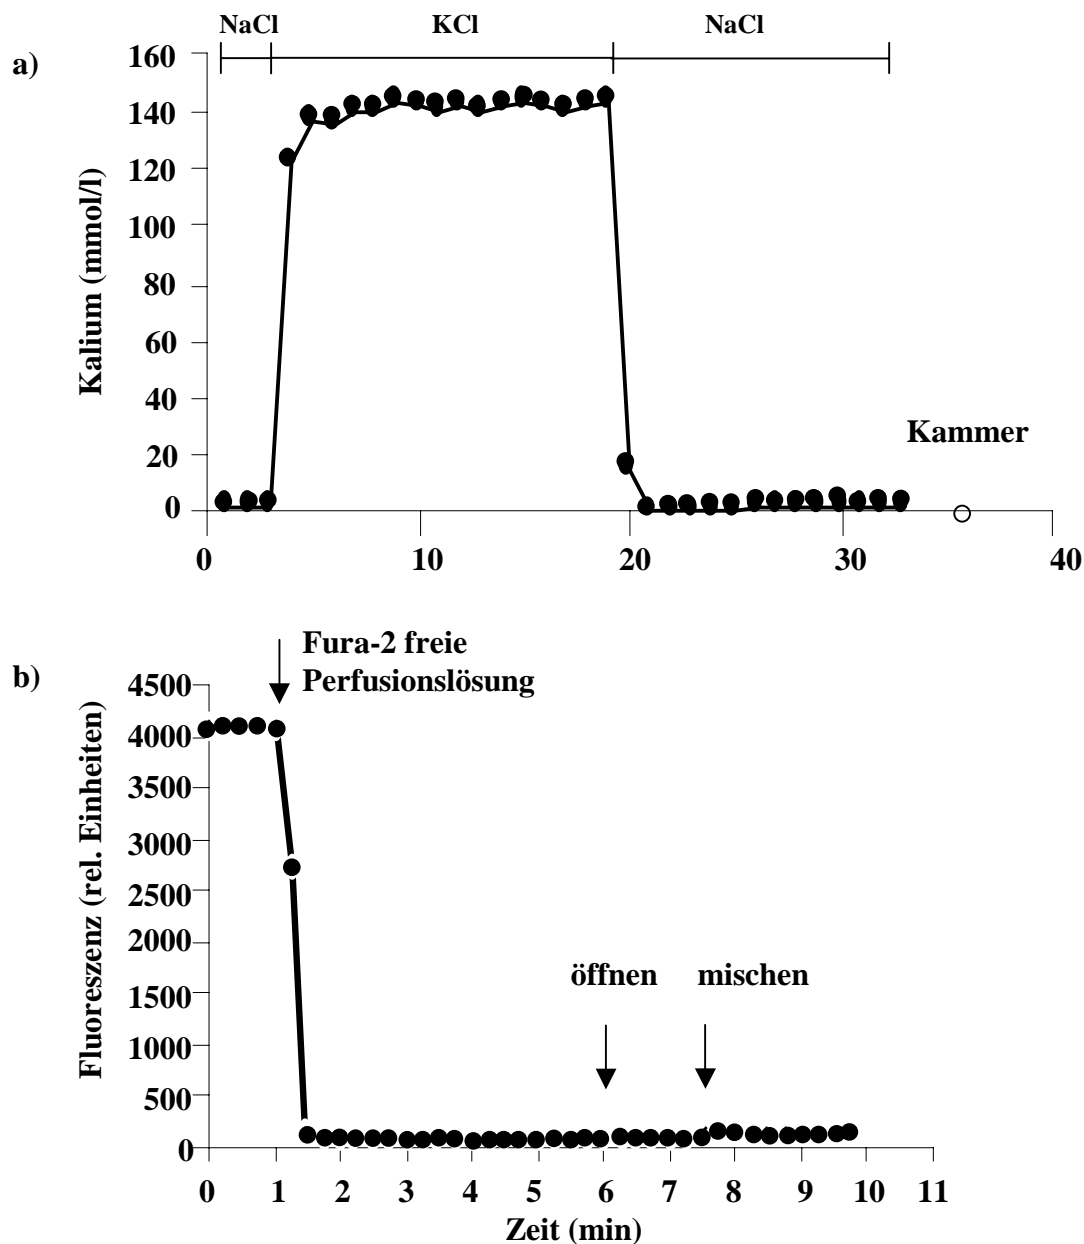 NaCl KCl NaCl
a)
160
140
120
100
80
60
40
20
0
Kalium (mmol/l)
Kammer
0 10 20 30 40
Fura-2 freie
Perfusionslösung
b)
4500
4000
3500
3000
2500
2000
1500
1000
500
0
Fluoreszenz (rel. Einheiten)
öffnen mischen
0 1 2 3 4 5 6 7 8 9 10 11
Zeit (min)